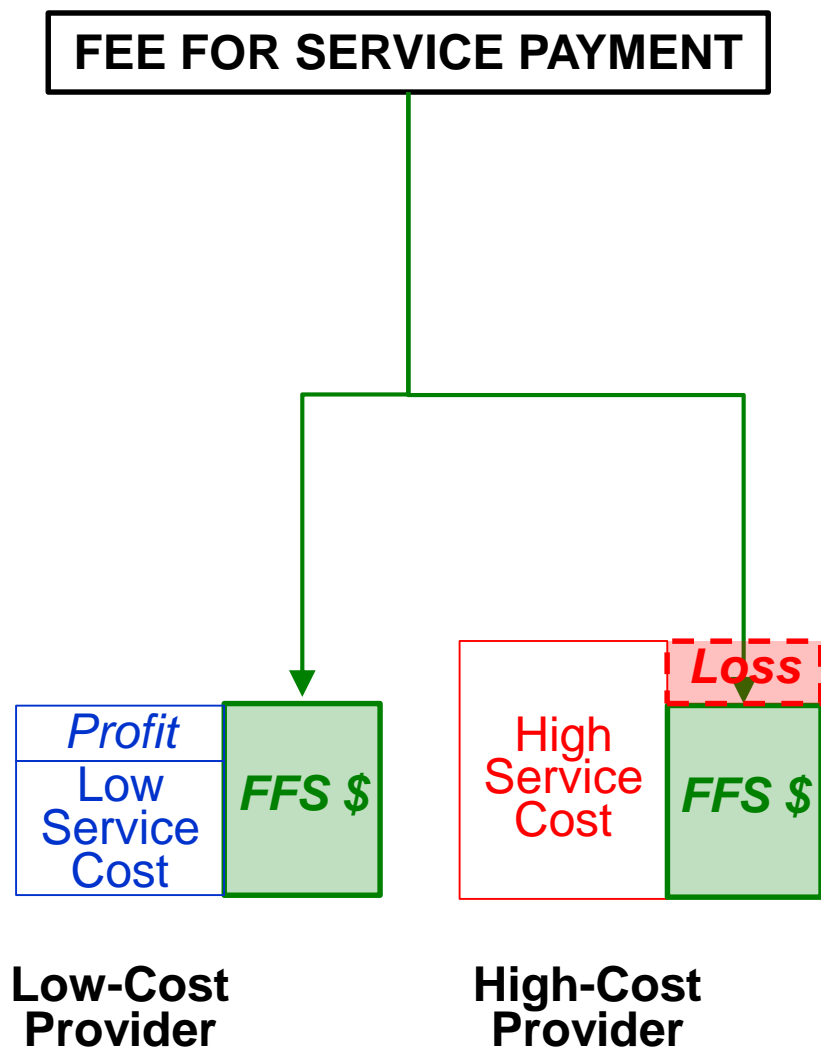 FEE FOR SERVICE PAYMENT
Loss
Profit
Low
Service
Cost
FFS $
High
Service
Cost
FFS $
Low-Cost
Provider
High-Cost
Provider